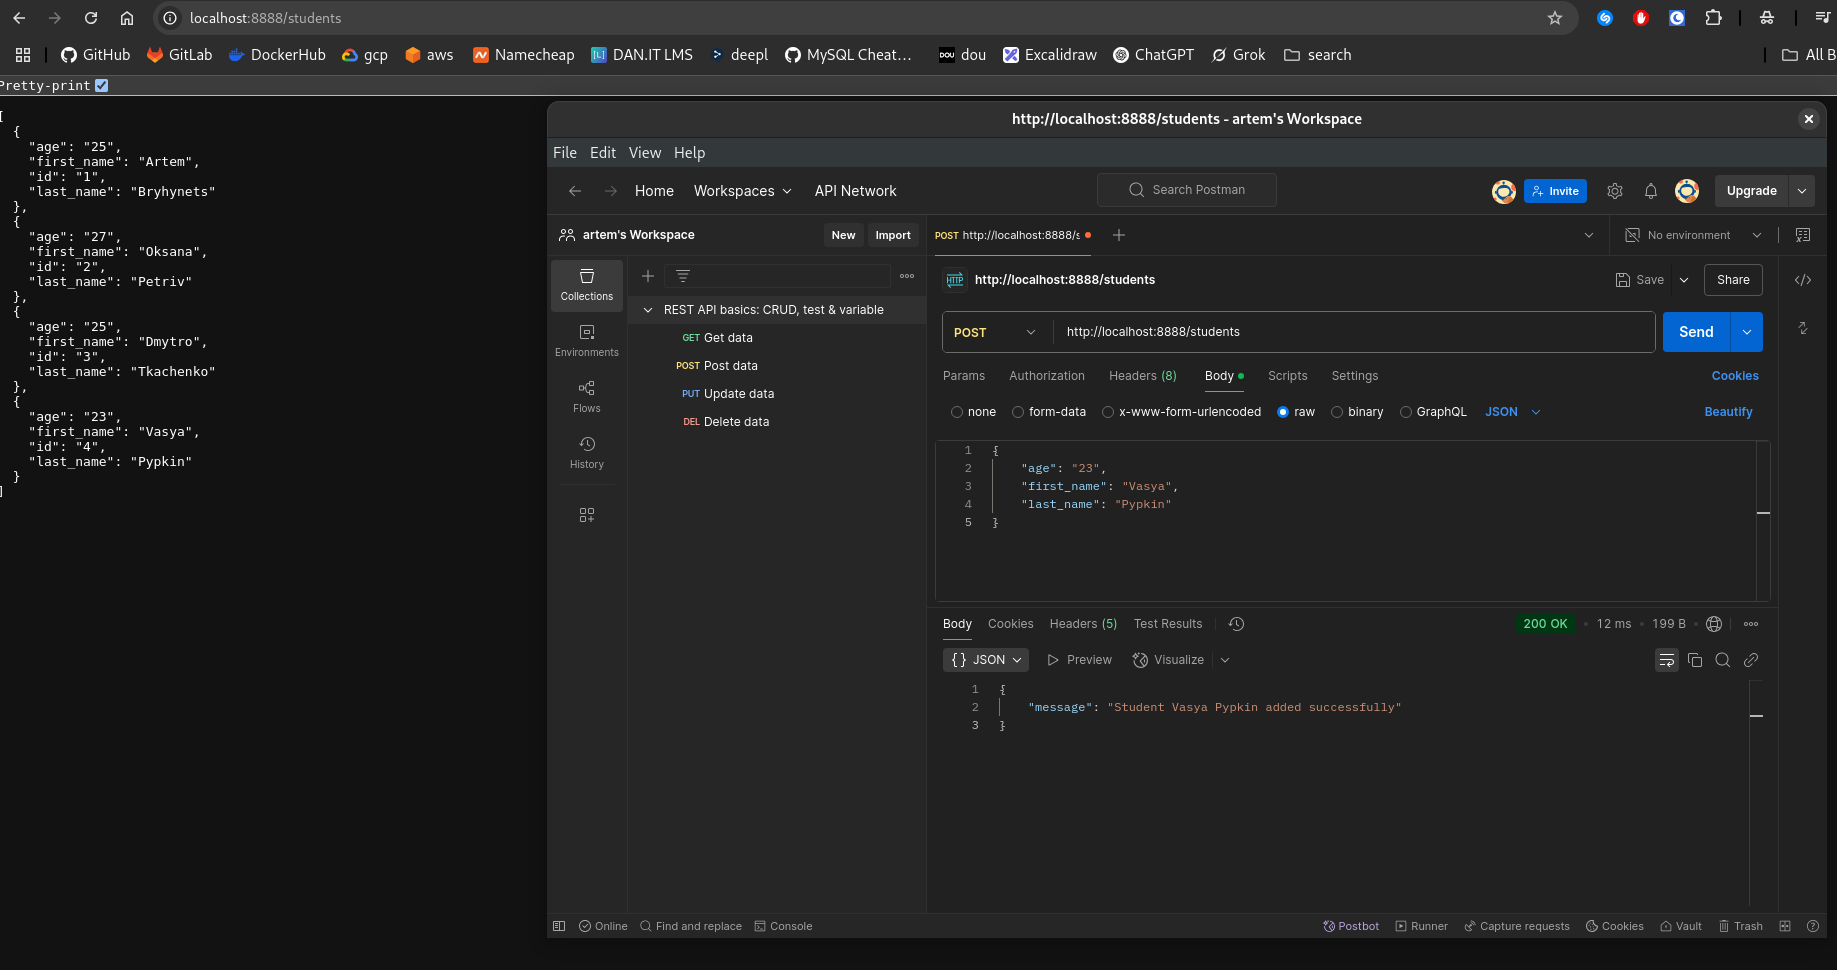 localhost:8888/students
GitHub GitLab DockerHub gcp aws Namecheap DAN.IT LMS deepl MySQL Cheat... dou Excalidraw ChatGPT Grok search All B
Pretty-print
[
{
"age": "25",
"first_name": "Artem",
"id": "1",
"last_name": "Bryhynets"
},
{
"age": "27",
"first_name": "Oksana",
"id": "2",
"last_name": "Petriv"
},
{
"age": "25",
"first_name": "Dmytro",
"id": "3",
"last_name": "Tkachenko"
},
{
"age": "23",
"first_name": "Vasya",
"id": "4",
"last_name": "Pypkin"
}
]
http://localhost:8888/students - artem's Workspace
File Edit View Help
Home Workspaces API Network Search Postman Invite Upgrade
artem's Workspace New Import
Collections
Environments
Flows
History
REST API basics: CRUD, test & variable
GET Get data
POST Post data
PUT Update data
DEL Delete data
POST http://localhost:8888/s No environment
HTTP http://localhost:8888/students Save Share
POST http://localhost:8888/students Send
Params Authorization Headers (8) Body Scripts Settings Cookies
none form-data x-www-form-urlencoded raw binary GraphQL JSON Beautify
1 {
2 "age": "23",
3 "first_name": "Vasya",
4 "last_name": "Pypkin"
5 }
Body Cookies Headers (5) Test Results 200 OK • 12 ms • 199 B
{} JSON Preview Visualize
1 {
2 "message": "Student Vasya Pypkin added successfully"
3 }
Online Find and replace Console Postbot Runner Capture requests Cookies Vault Trash